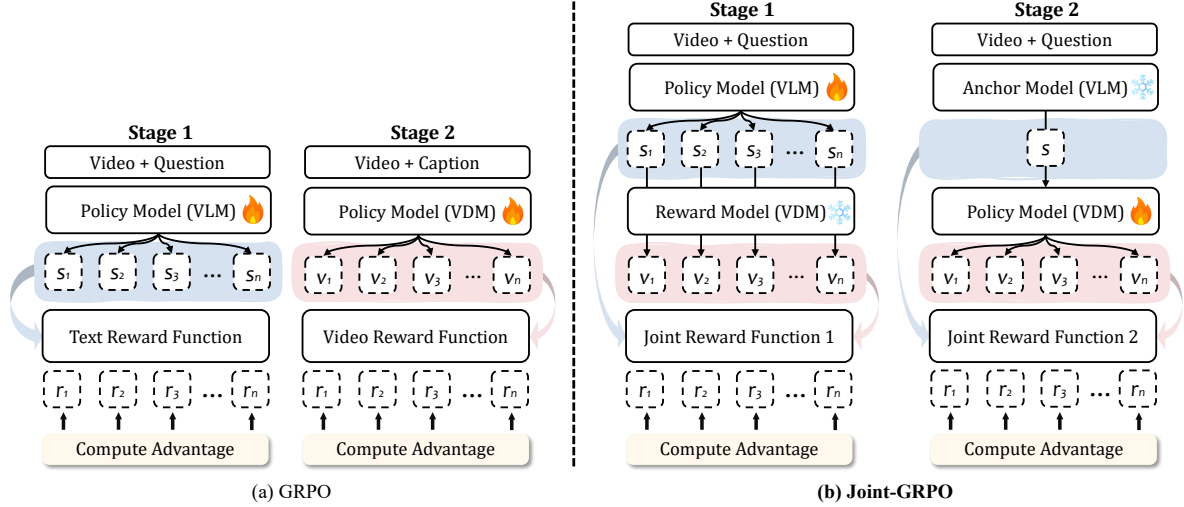 Stage 1
Video + Question
Policy Model (VLM)
s1 s2 s3 ... sn
Text Reward Function
r1 r2 r3 ... rn
Compute Advantage
Stage 2
Video + Caption
Policy Model (VDM)
v1 v2 v3 ... vn
Video Reward Function
r1 r2 r3 ... rn
Compute Advantage
(a) GRPO
Stage 1
Video + Question
Policy Model (VLM)
s1 s2 s3 ... sn
Reward Model (VDM)
v1 v2 v3 ... vn
Joint Reward Function 1
r1 r2 r3 ... rn
Compute Advantage
Stage 2
Video + Question
Anchor Model (VLM)
s
Policy Model (VDM)
v1 v2 v3 ... vn
Joint Reward Function 2
r1 r2 r3 ... rn
Compute Advantage
(b) Joint-GRPO